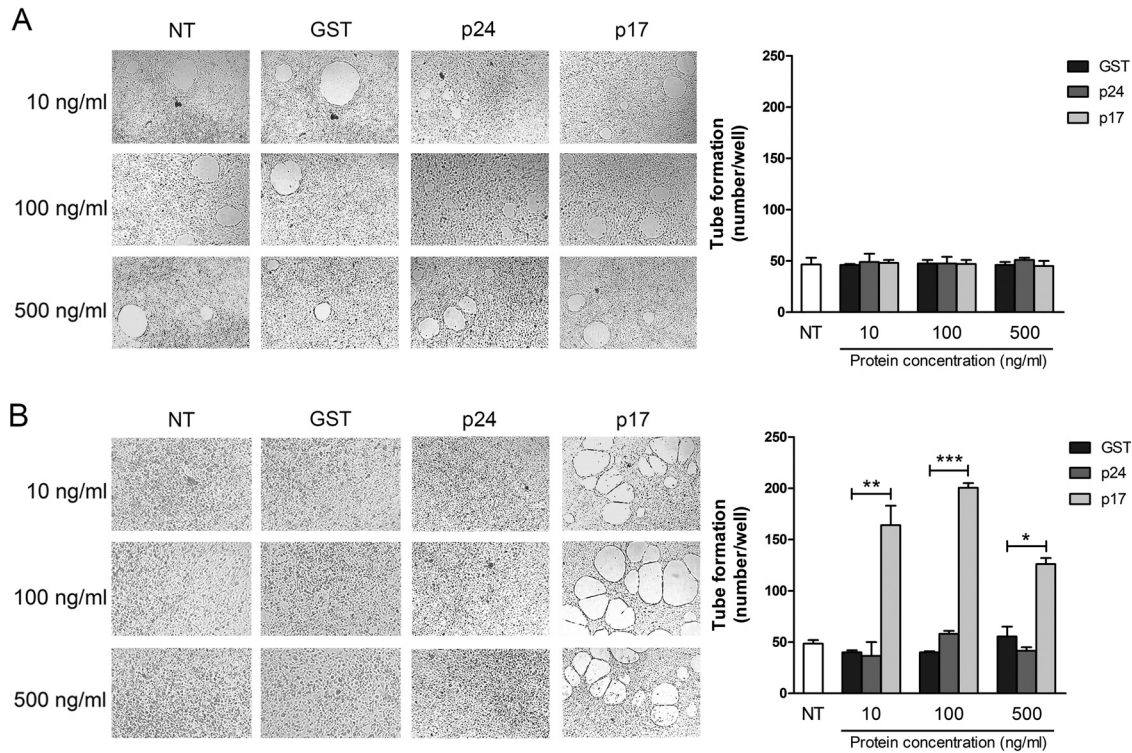 A
NT GST p24 p17
10 ng/ml
100 ng/ml
500 ng/ml
Tube formation
(number/well)
250
200
150
100
50
0
NT 10 100 500
Protein concentration (ng/ml)
GST
p24
p17
B
NT GST p24 p17
10 ng/ml
100 ng/ml
500 ng/ml
Tube formation
(number/well)
250
200
150
100
50
0
** *** *
NT 10 100 500
Protein concentration (ng/ml)
GST
p24
p17